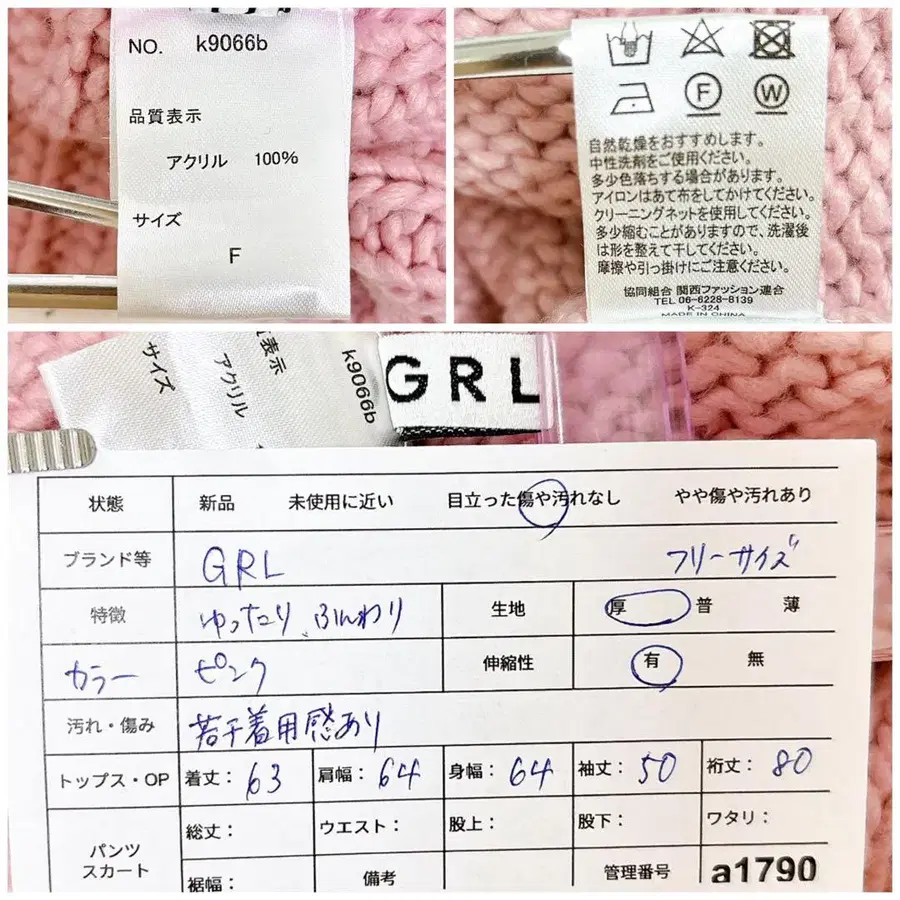 NO. k9066b
品質表示
アクリル 100%
サイズ
F
F W
自然乾燥をおすすめします。
中性洗剤をご使用ください。
多少色落ちする場合があります。
アイロンはあて布をしてかけてください。
クリーニングネットを使用してください。
多少縮むことがありますので、洗濯後
は形を整えて干してください。
摩擦や引っ掛けにご注意ください。
協同組合 関西ファッション連合
TEL 06-6228-8139
K-324
MADE IN CHINA
サイズ
表示
アクリル
k9066b
GRL
状態 新品 未使用に近い 目立った傷や汚れなし やや傷や汚れあり
ブランド等 GRL フリーサイズ
特徴 ゆったり、ふんわり 生地 厚 普 薄
カラー ピンク 伸縮性 有 無
汚れ・傷み 若干着用感あり
トップス・OP 着丈：63 肩幅：64 身幅：64 袖丈：50 裄丈：80
パンツ スカート 総丈： ウエスト： 股上： 股下： ワタリ：
裾幅： 備考 管理番号 a1790